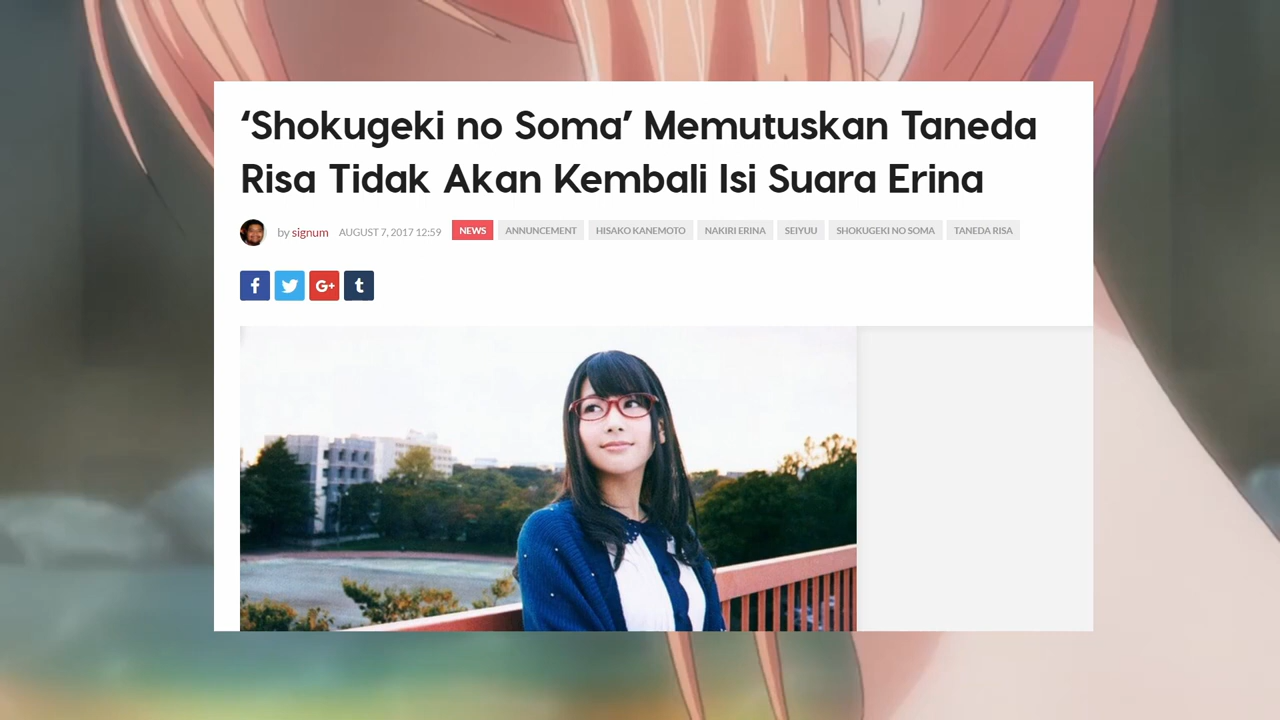 ‘Shokugeki no Soma’ Memutuskan Taneda
Risa Tidak Akan Kembali Isi Suara Erina
by signum AUGUST 7, 2017 12:59 NEWS ANNUNCEMENT HISAKO KANEMOTO NAKIRI ERINA SEIYUU SHOKUGEKI NO SOMA TANEDA RISA
f G+ t